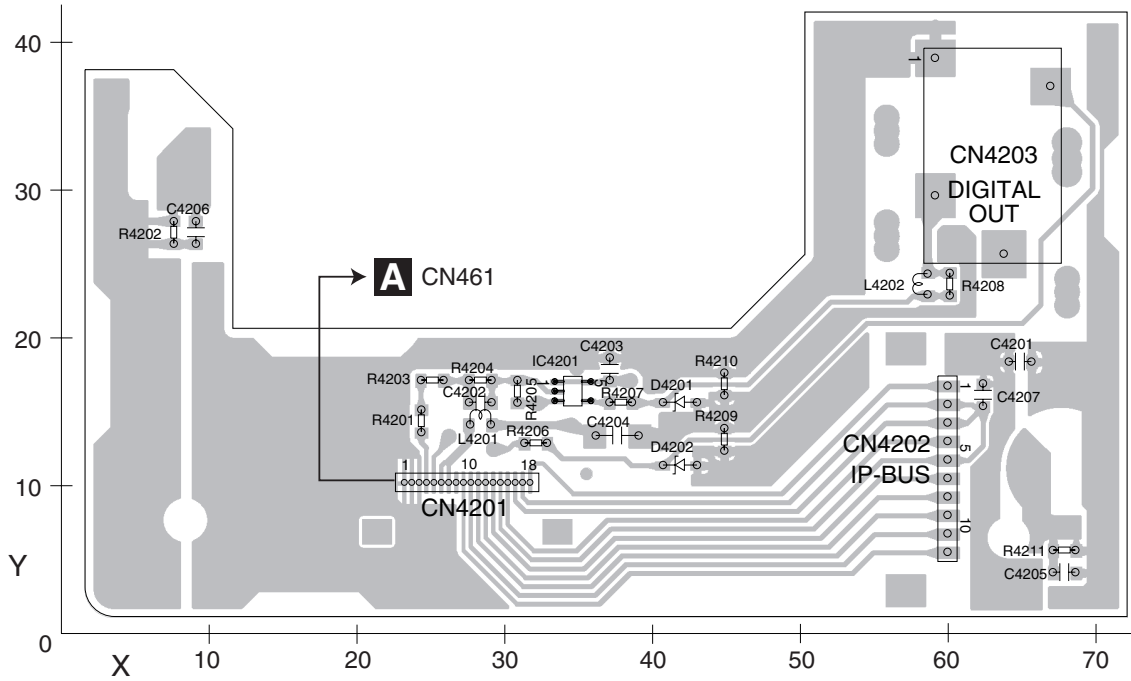 40
1
CN4203
DIGITAL
OUT
30
C4206
R4202
A CN461
L4202
R4208
20
C4203
IC4201
R4204
R4210
C4201
R4203
1
5
D4201
C4202
R4205
R4207
1
C4207
R4201
C4204
R4209
L4201
R4206
CN4202
5
D4202
IP-BUS
1
10
18
10
CN4201
10
R4211
C4205
Y
0
X
10
20
30
40
50
60
70